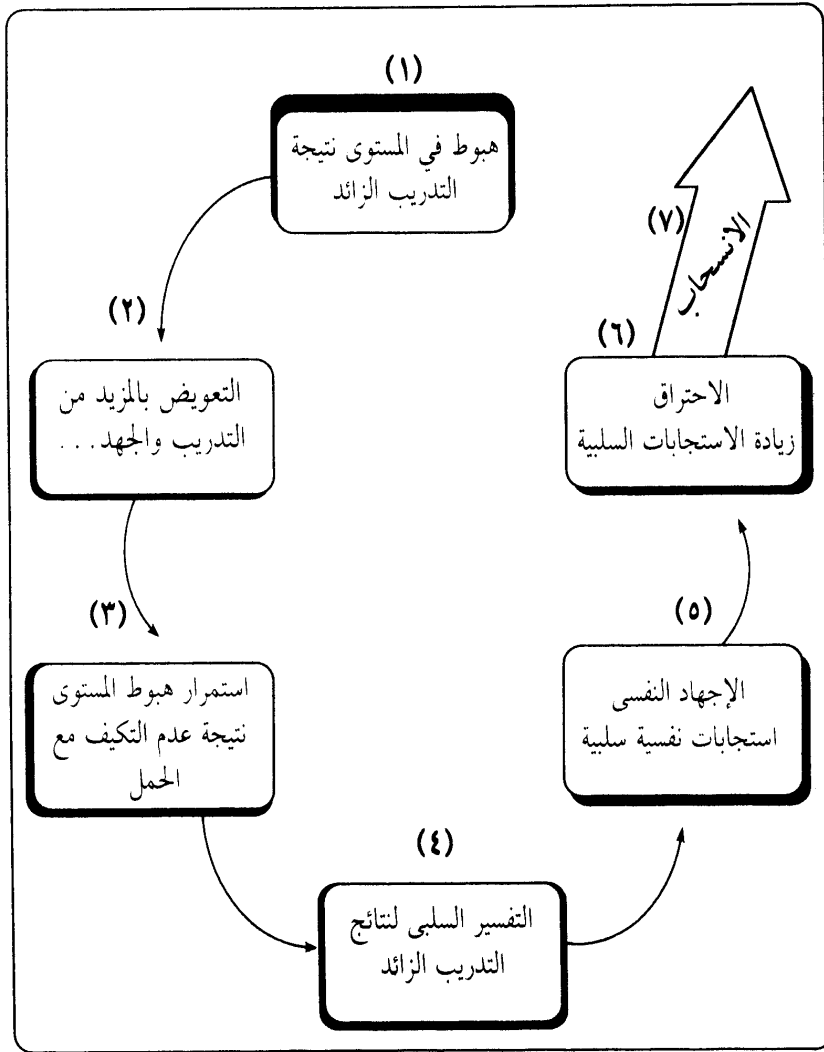 (١)
هبوط في المستوى نتيجة
التدريب الزائد
(٢)
التعويض بالمزيد من
التدريب والجهد...
(٣)
استمرار هبوط المستوى
نتيجة عدم التكيف مع
الحمل
(٤)
التفسير السلبى لنتائج
التدريب الزائد
(٥)
الإجهاد النفسى
استجابات نفسية سلبية
(٦)
الاحتراق
زيادة الاستجابات السلبية
(٧)
الانسحاب